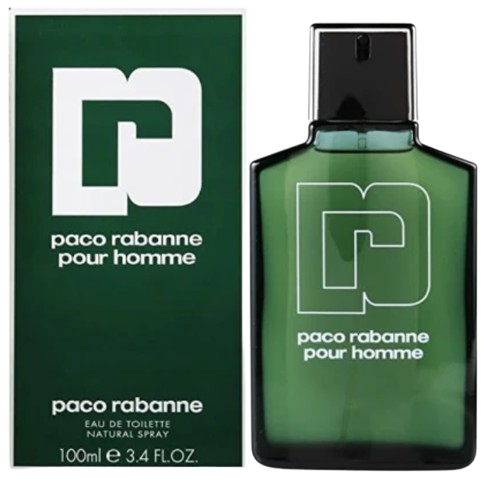 paco rabanne
pour homme
paco rabanne
EAU DE TOILETTE
NATURAL SPRAY
100ml e 3.4 FL.OZ.
paco rabanne
pour homme